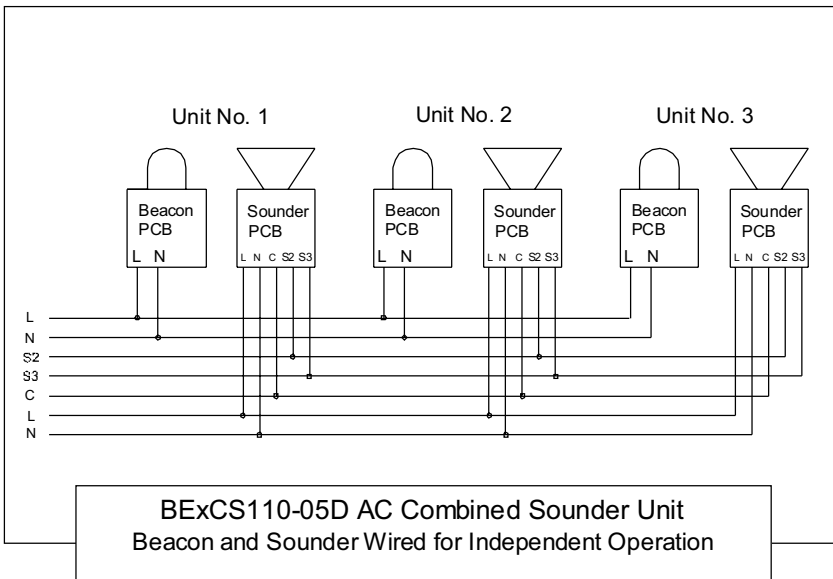 Unit No. 1 Unit No. 2 Unit No. 3
Beacon PCB
L N
Sounder PCB
L N C S2 S3
Beacon PCB
L N
Sounder PCB
L N C S2 S3
Beacon PCB
L N
Sounder PCB
L N C S2 S3
L
N
S2
S3
C
L
N
BExCS110-05D AC Combined Sounder Unit
Beacon and Sounder Wired for Independent Operation